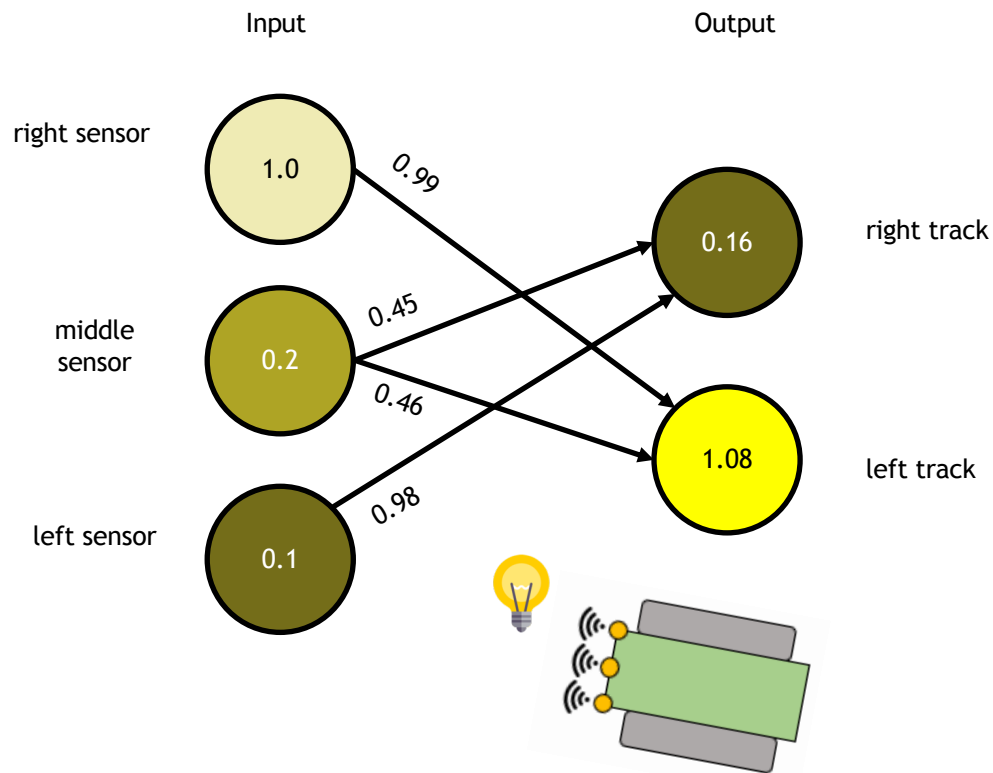 Input
Output
right sensor
1.0
0.99
0.16
right track
0.45
middle
sensor
0.2
0.46
1.08
left track
left sensor
0.1
0.98